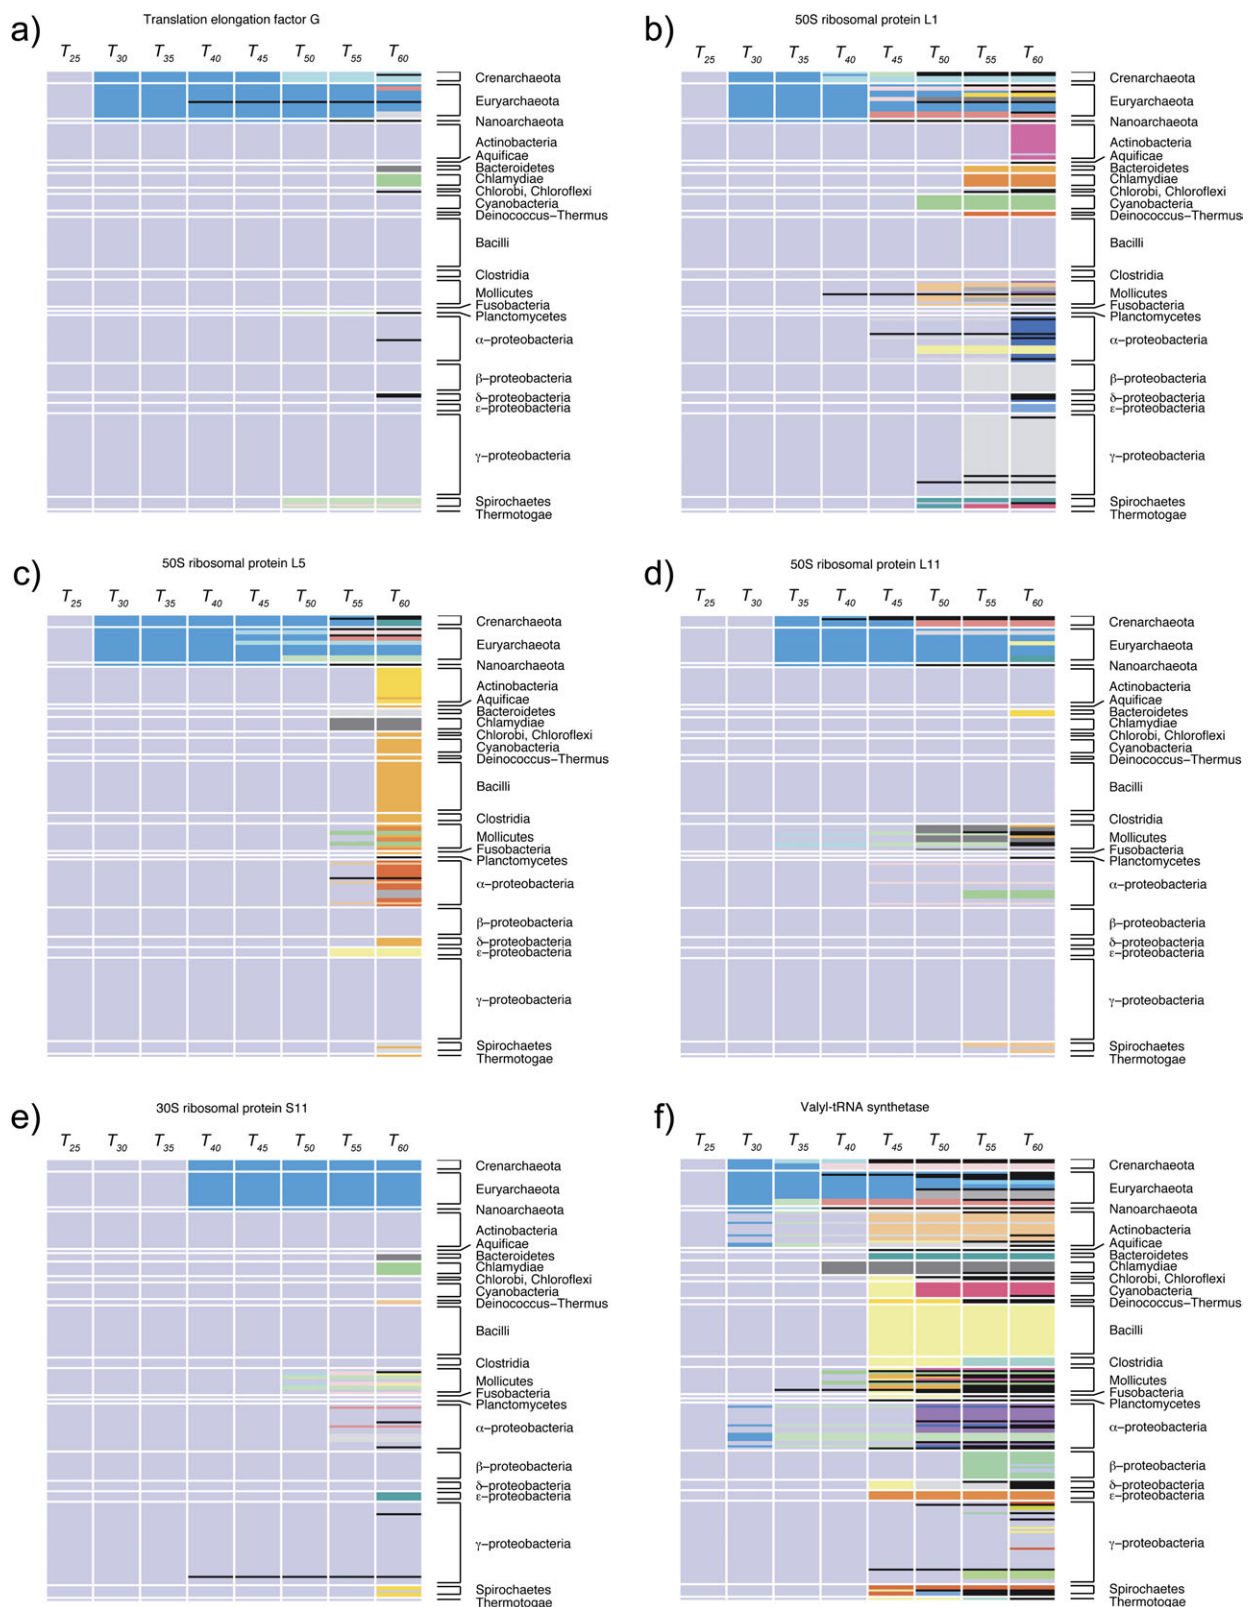 a)
Translation elongation factor G
T25 T30 T35 T40 T45 T50 T55 T60
Crenarchaeota
Euryarchaeota
Nanoarchaeota
Actinobacteria
Aquificae
Bacteroidetes
Chlamydiae
Chlorobi, Chloroflexi
Cyanobacteria
Deinococcus–Thermus
Bacilli
Clostridia
Mollicutes
Fusobacteria
Planctomycetes
α–proteobacteria
β–proteobacteria
δ–proteobacteria
ε–proteobacteria
γ–proteobacteria
Spirochaetes
Thermotogae
b)
50S ribosomal protein L1
T25 T30 T35 T40 T45 T50 T55 T60
Crenarchaeota
Euryarchaeota
Nanoarchaeota
Actinobacteria
Aquificae
Bacteroidetes
Chlamydiae
Chlorobi, Chloroflexi
Cyanobacteria
Deinococcus–Thermus
Bacilli
Clostridia
Mollicutes
Fusobacteria
Planctomycetes
α–proteobacteria
β–proteobacteria
δ–proteobacteria
ε–proteobacteria
γ–proteobacteria
Spirochaetes
Thermotogae
c)
50S ribosomal protein L5
T25 T30 T35 T40 T45 T50 T55 T60
Crenarchaeota
Euryarchaeota
Nanoarchaeota
Actinobacteria
Aquificae
Bacteroidetes
Chlamydiae
Chlorobi, Chloroflexi
Cyanobacteria
Deinococcus–Thermus
Bacilli
Clostridia
Mollicutes
Fusobacteria
Planctomycetes
α–proteobacteria
β–proteobacteria
δ–proteobacteria
ε–proteobacteria
γ–proteobacteria
Spirochaetes
Thermotogae
d)
50S ribosomal protein L11
T25 T30 T35 T40 T45 T50 T55 T60
Crenarchaeota
Euryarchaeota
Nanoarchaeota
Actinobacteria
Aquificae
Bacteroidetes
Chlamydiae
Chlorobi, Chloroflexi
Cyanobacteria
Deinococcus–Thermus
Bacilli
Clostridia
Mollicutes
Fusobacteria
Planctomycetes
α–proteobacteria
β–proteobacteria
δ–proteobacteria
ε–proteobacteria
γ–proteobacteria
Spirochaetes
Thermotogae
e)
30S ribosomal protein S11
T25 T30 T35 T40 T45 T50 T55 T60
Crenarchaeota
Euryarchaeota
Nanoarchaeota
Actinobacteria
Aquificae
Bacteroidetes
Chlamydiae
Chlorobi, Chloroflexi
Cyanobacteria
Deinococcus–Thermus
Bacilli
Clostridia
Mollicutes
Fusobacteria
Planctomycetes
α–proteobacteria
β–proteobacteria
δ–proteobacteria
ε–proteobacteria
γ–proteobacteria
Spirochaetes
Thermotogae
f)
Valyl-tRNA synthetase
T25 T30 T35 T40 T45 T50 T55 T60
Crenarchaeota
Euryarchaeota
Nanoarchaeota
Actinobacteria
Aquificae
Bacteroidetes
Chlamydiae
Chlorobi, Chloroflexi
Cyanobacteria
Deinococcus–Thermus
Bacilli
Clostridia
Mollicutes
Fusobacteria
Planctomycetes
α–proteobacteria
β–proteobacteria
δ–proteobacteria
ε–proteobacteria
γ–proteobacteria
Spirochaetes
Thermotogae